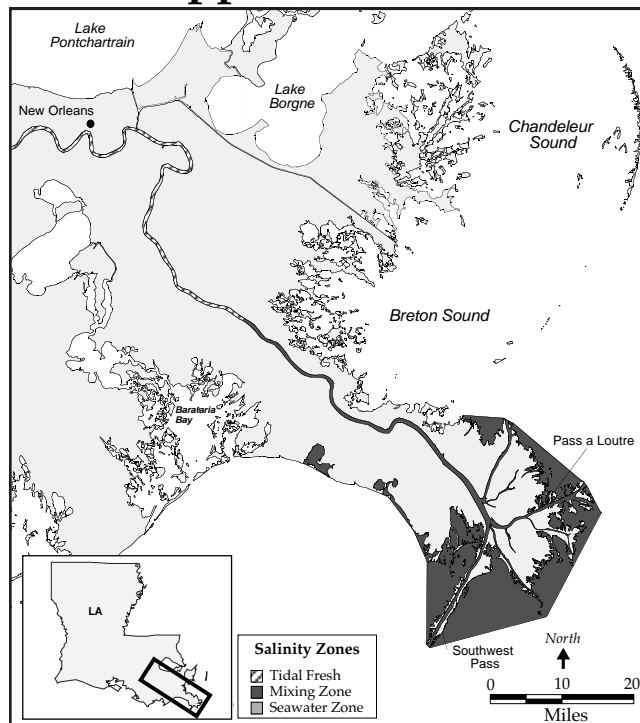 Lake
Pontchartrain
New Orleans
Lake
Borgne
Chandeleur
Sound
Breton Sound
Barataria
Bay
Pass a Loutre
Southwest
Pass
LA
Salinity Zones
Tidal Fresh
Mixing Zone
Seawater Zone
North
0 10 20
Miles